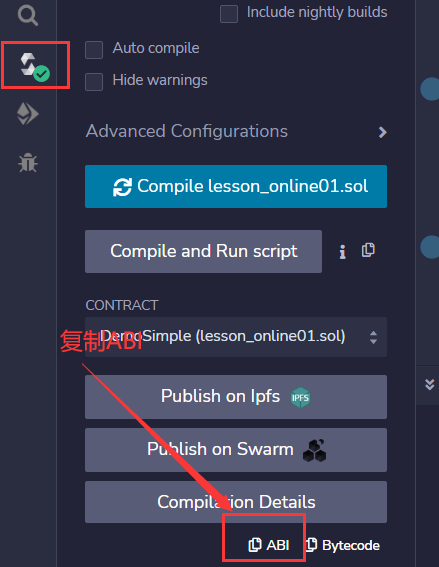 Include nightly builds
Auto compile
Hide warnings
Advanced Configurations
Compile lesson_online01.sol
Compile and Run script
CONTRACT
DemoSimple (lesson_online01.sol)
复制ABI
Publish on Ipfs
IPFS
Publish on Swarm
Compilation Details
ABI
Bytecode